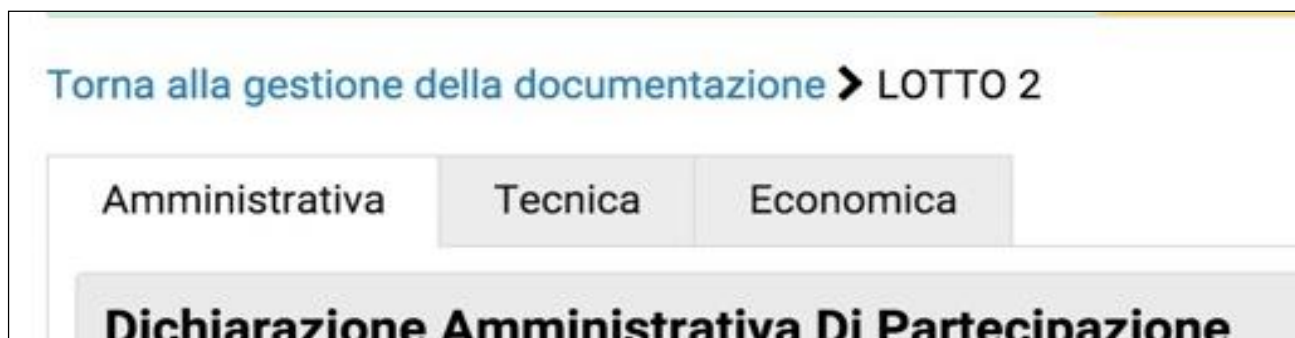 Torna alla gestione della documentazione > LOTTO 2
Amministrativa Tecnica Economica
Dichiarazione Amministrativa Di Partecipazione